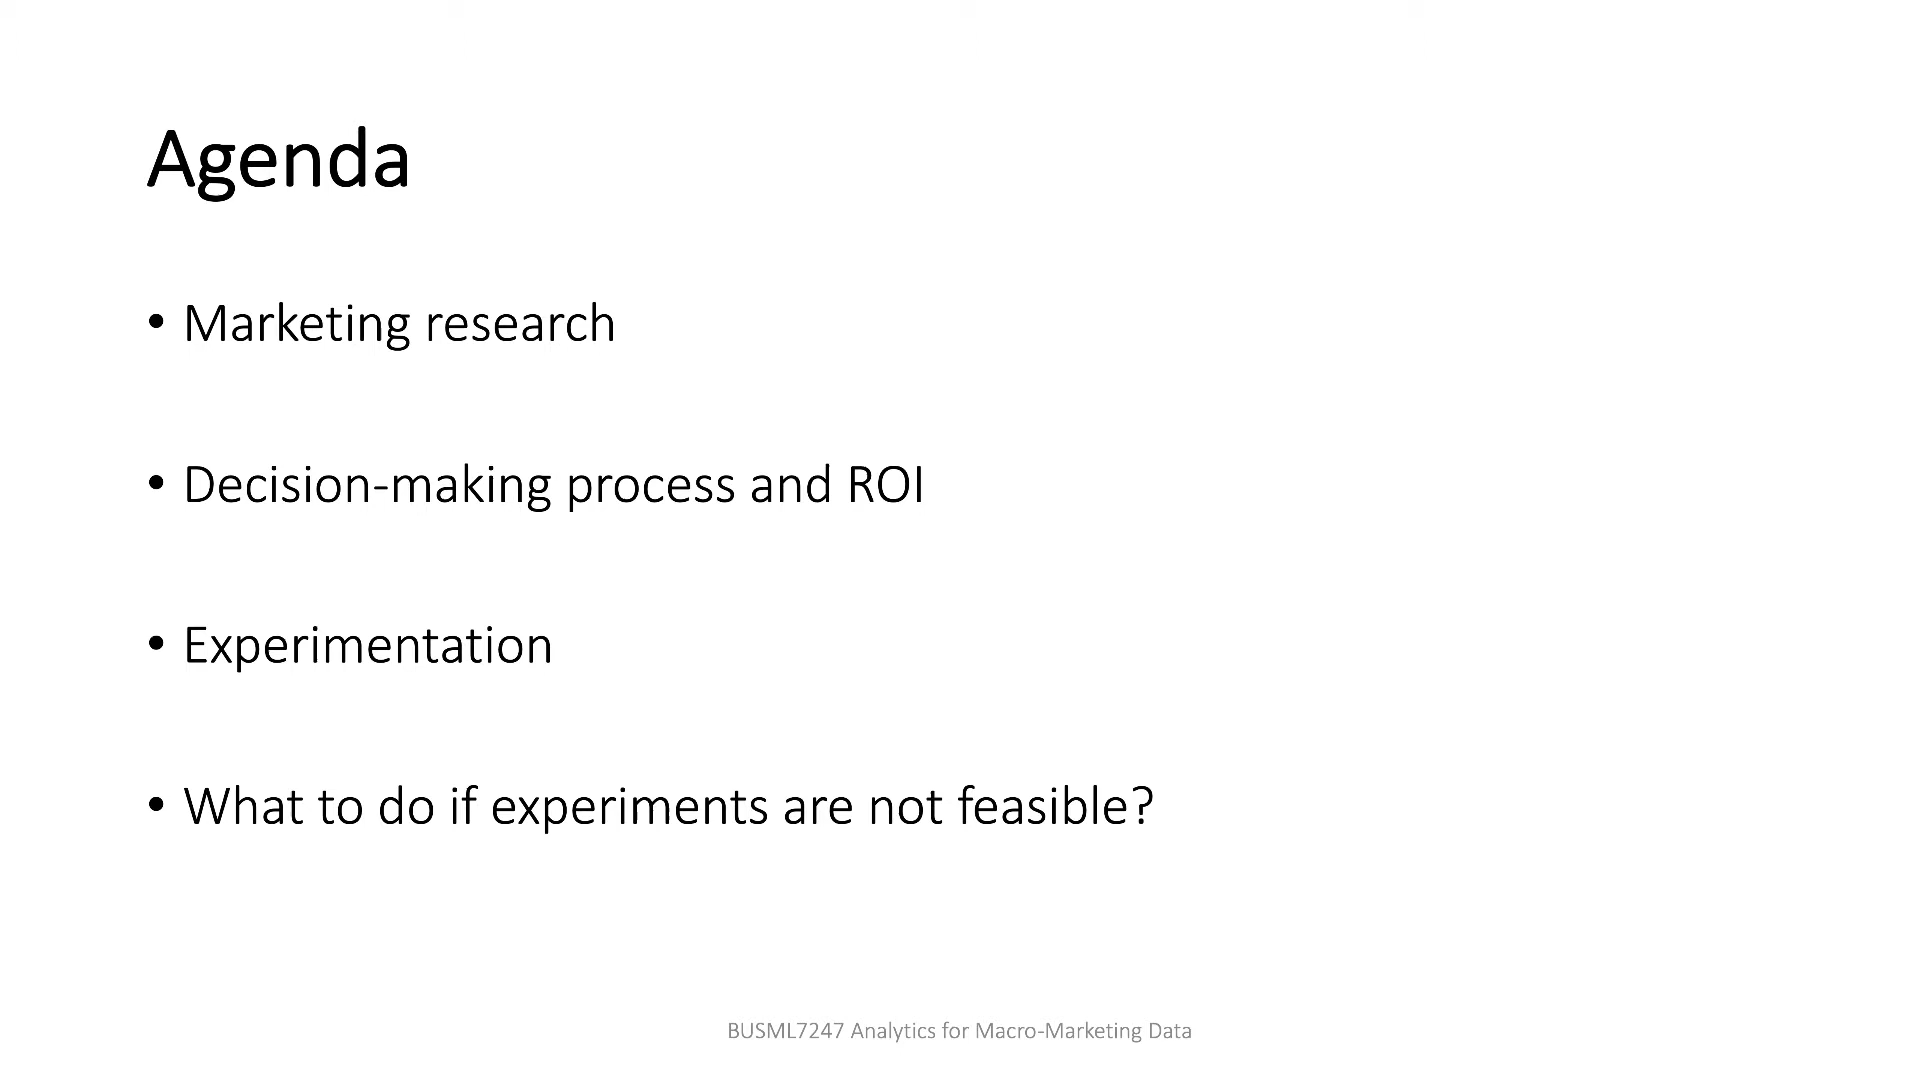 Agenda
• Marketing research
• Decision-making process and ROI
• Experimentation
• What to do if experiments are not feasible?
BUSML7247 Analytics for Macro-Marketing Data